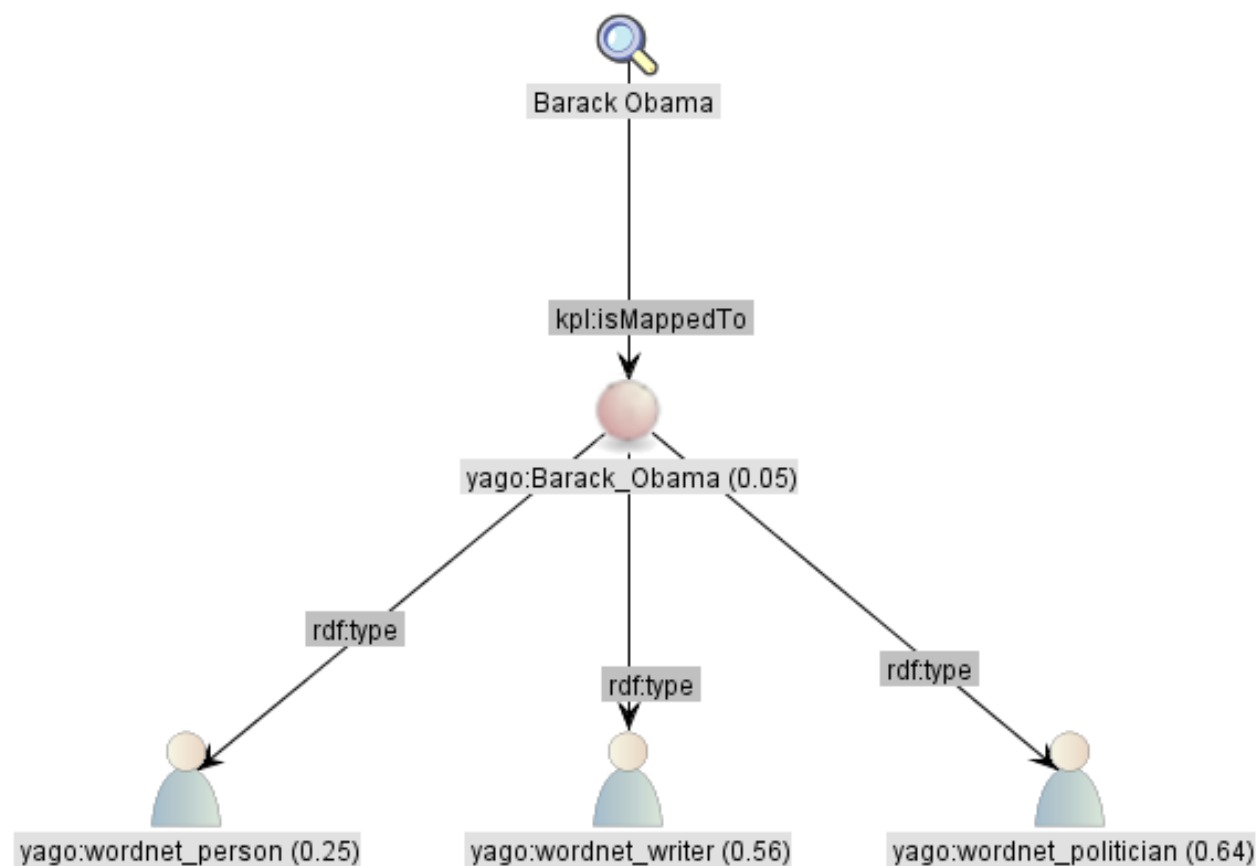 Barack Obama
kpl:isMappedTo
yago:Barack_Obama (0.05)
rdf:type
rdf:type
rdf:type
yago:wordnet_person (0.25)
yago:wordnet_writer (0.56)
yago:wordnet_politician (0.64)